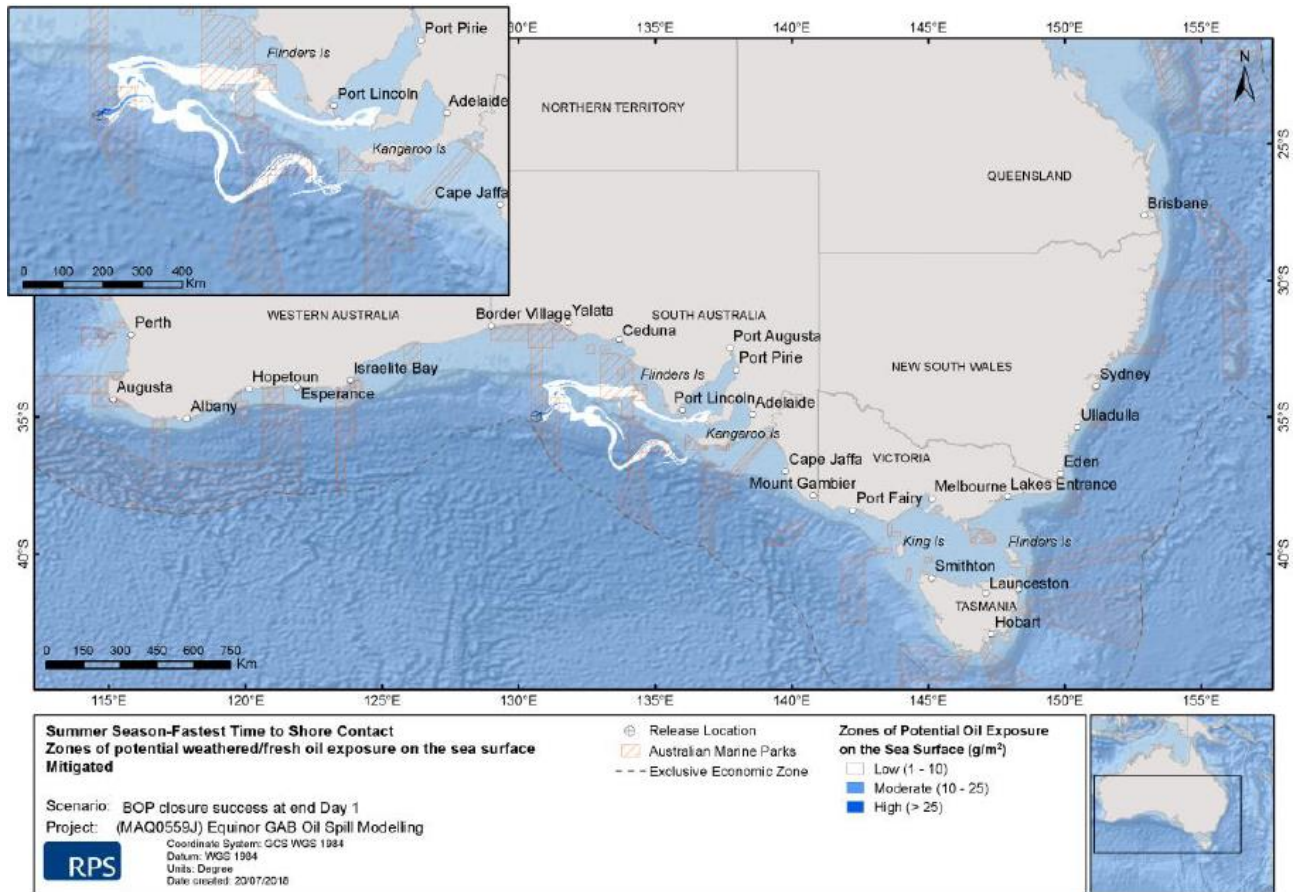 Port Pirie
Flinders Is
Port Lincoln
Adelaide
Kangaroo Is
Cape Jaffa
0 100 200 300 400
Km
30°E 135°E 140°E 145°E 150°E 155°E
N
NORTHERN TERRITORY
QUEENSLAND
Brisbane
25°S
30°S
35°S
40°S
WESTERN AUSTRALIA
Perth
Augusta
Albany
Hopetoun
Esperance
Israelite Bay
Border Village
Yalata
Ceduna
SOUTH AUSTRALIA
Port Augusta
Port Pirie
Flinders Is
Port Lincoln
Adelaide
Kangaroo Is
NEW SOUTH WALES
Sydney
Ulladulla
Eden
Cape Jaffa
VICTORIA
Mount Gambier
Melbourne
Lakes Entrance
Port Fairy
King Is
Flinders Is
Smithton
Launceston
TASMANIA
Hobart
35°S
40°S
0 150 300 450 600 750
Km
115°E 120°E 125°E 130°E 135°E 140°E 145°E 150°E 155°E
Summer Season-Fastest Time to Shore Contact
Zones of potential weathered/fresh oil exposure on the sea surface
Mitigated
Scenario: BOP closure success at end Day 1
Project: (MAQ0559J) Equinor GAB Oil Spill Modelling
RPS
Coordinate System: GCS WGS 1984
Datum: WGS 1984
Units: Degree
Date created: 20/07/2018
Release Location
Australian Marine Parks
Exclusive Economic Zone
Zones of Potential Oil Exposure
on the Sea Surface (g/m²)
Low (1 - 10)
Moderate (10 - 25)
High (> 25)